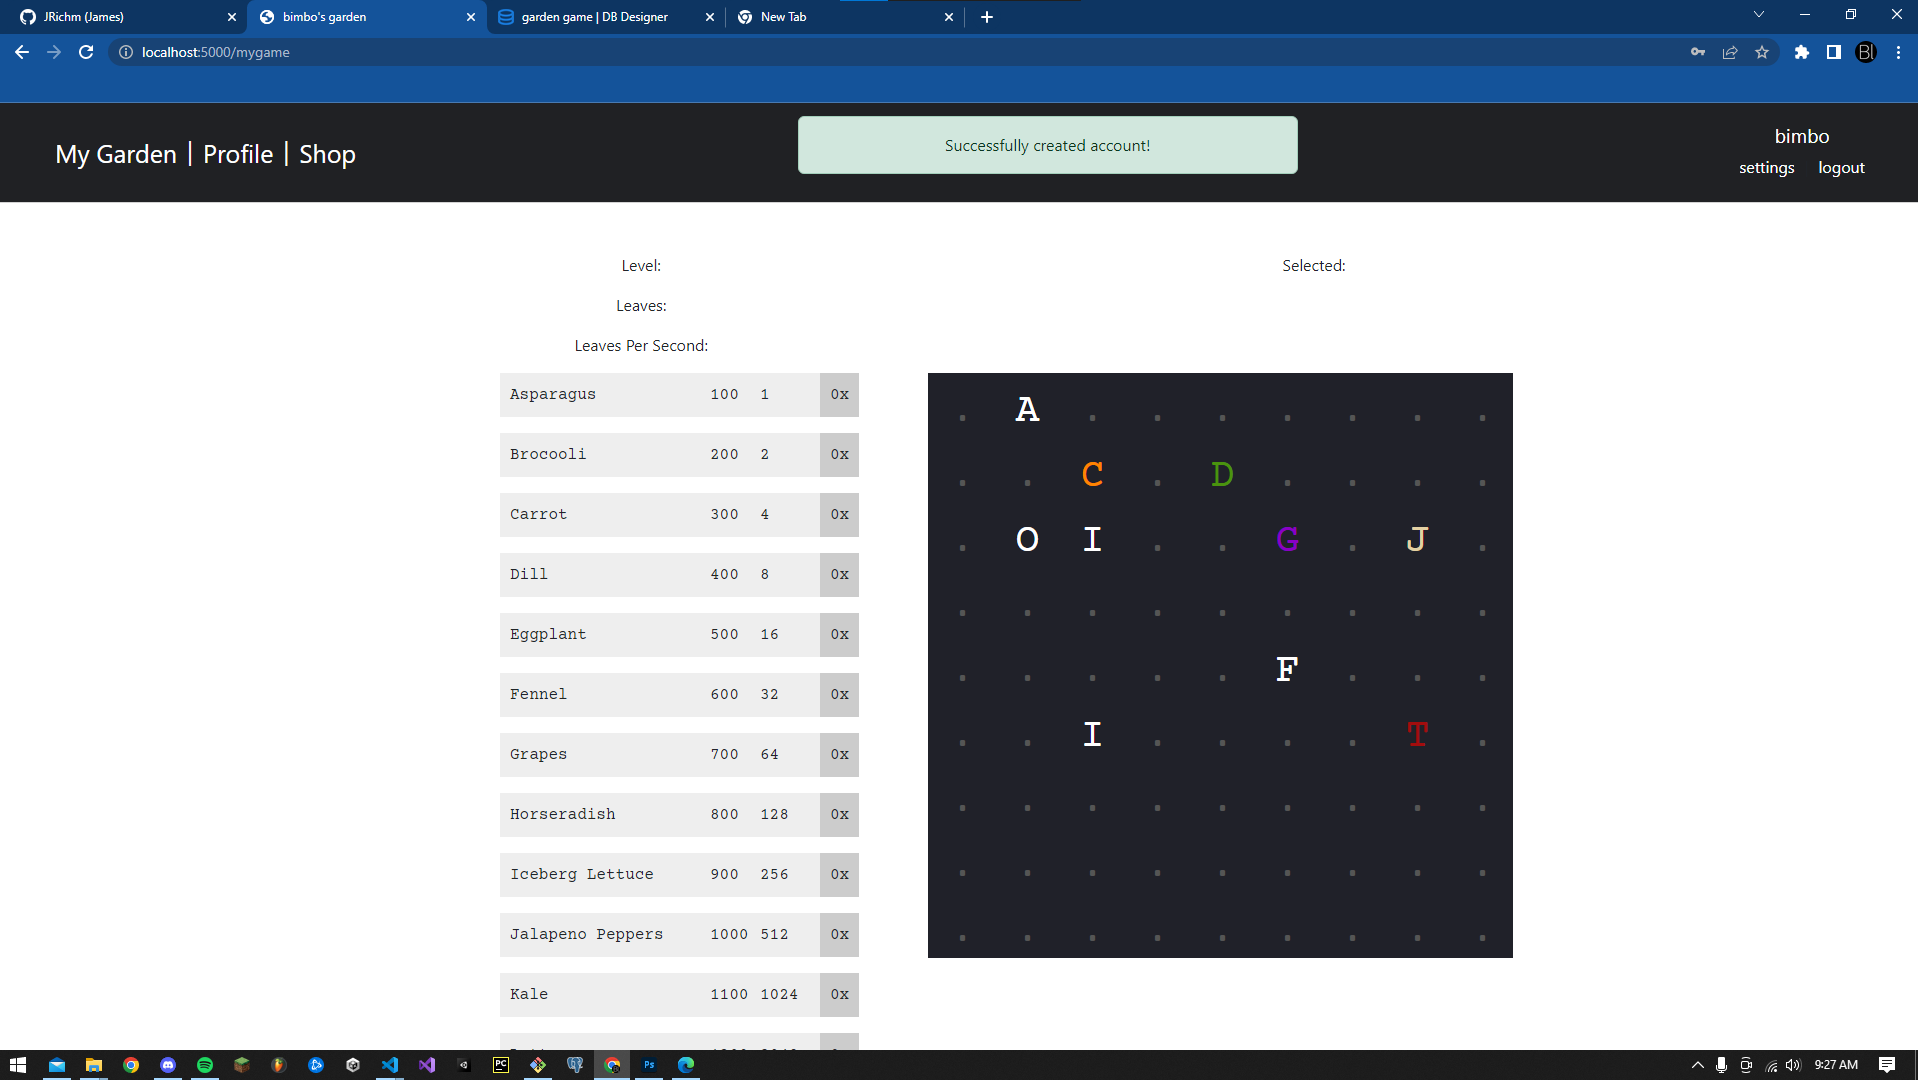 JRichm (James)
bimbo's garden
garden game | DB Designer
New Tab
localhost:5000/mygame
BI
My Garden | Profile | Shop
Successfully created account!
bimbo
settings logout
Level:
Selected:
Leaves:
Leaves Per Second:
Asparagus 100 1 0x
Brocooli 200 2 0x
Carrot 300 4 0x
Dill 400 8 0x
Eggplant 500 16 0x
Fennel 600 32 0x
Grapes 700 64 0x
Horseradish 800 128 0x
Iceberg Lettuce 900 256 0x
Jalapeno Peppers 1000 512 0x
Kale 1100 1024 0x
. A . . . . . . .
. . C . D . . . .
. O I . . G . J .
. . . . . . . . .
. . . . . F . . .
. . I . . . . T .
. . . . . . . . .
. . . . . . . . .
. . . . . . . . .
PC
Ps
9:27 AM